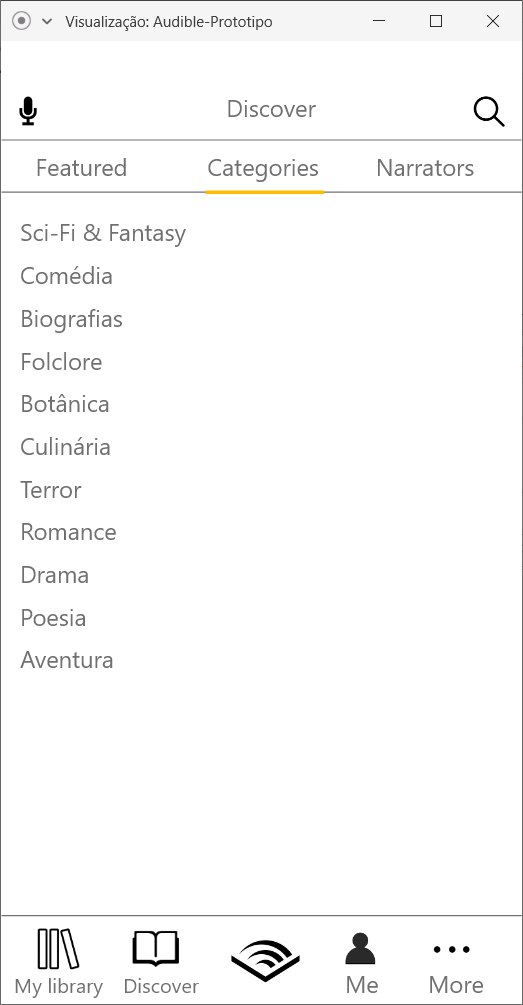 Visualização: Audible-Prototipo
Discover
Featured Categories Narrators
Sci-Fi & Fantasy
Comédia
Biografias
Folclore
Botânica
Culinária
Terror
Romance
Drama
Poesia
Aventura
My library Discover Me More